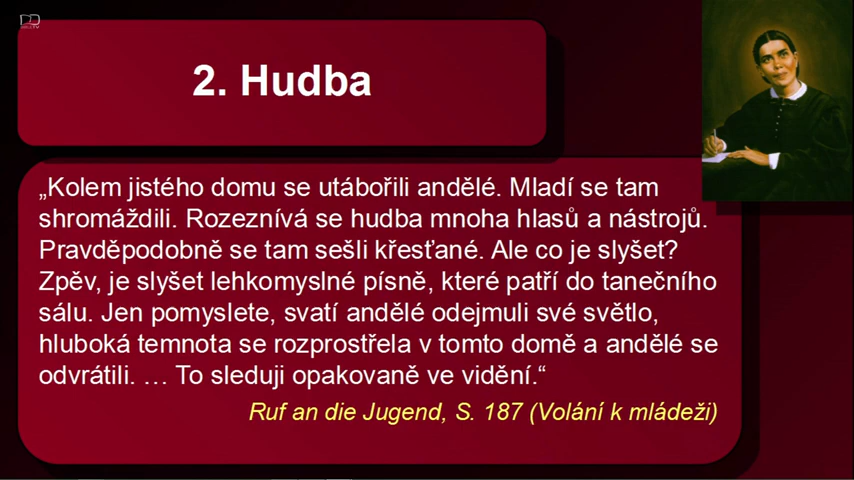 2. Hudba
„Kolem jistého domu se utábořili andělé. Mladí se tam
shromáždili. Rozeznívá se hudba mnoha hlasů a nástrojů.
Pravděpodobně se tam sešli křesťané. Ale co je slyšet?
Zpěv, je slyšet lehkomyslné písně, které patří do tanečního
sálu. Jen pomyslete, svatí andělé odejmuli své světlo,
hluboká temnota se rozprostřela v tomto domě a andělé se
odvrátili. … To sleduji opakovaně ve vidění.“
Ruf an die Jugend, S. 187 (Volání k mládeži)